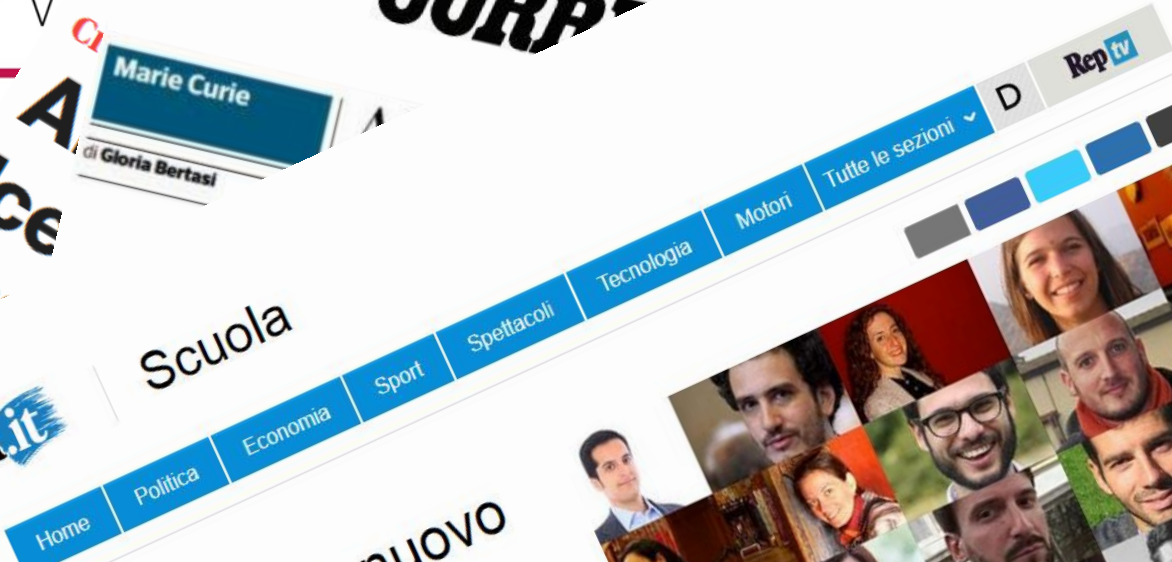 Marie Curie
di Gloria Bertasi
Rep tv
D
Scuola
.it
Home Politica Economia Sport Spettacoli Tecnologia Motori Tutte le sezioni
nuovo